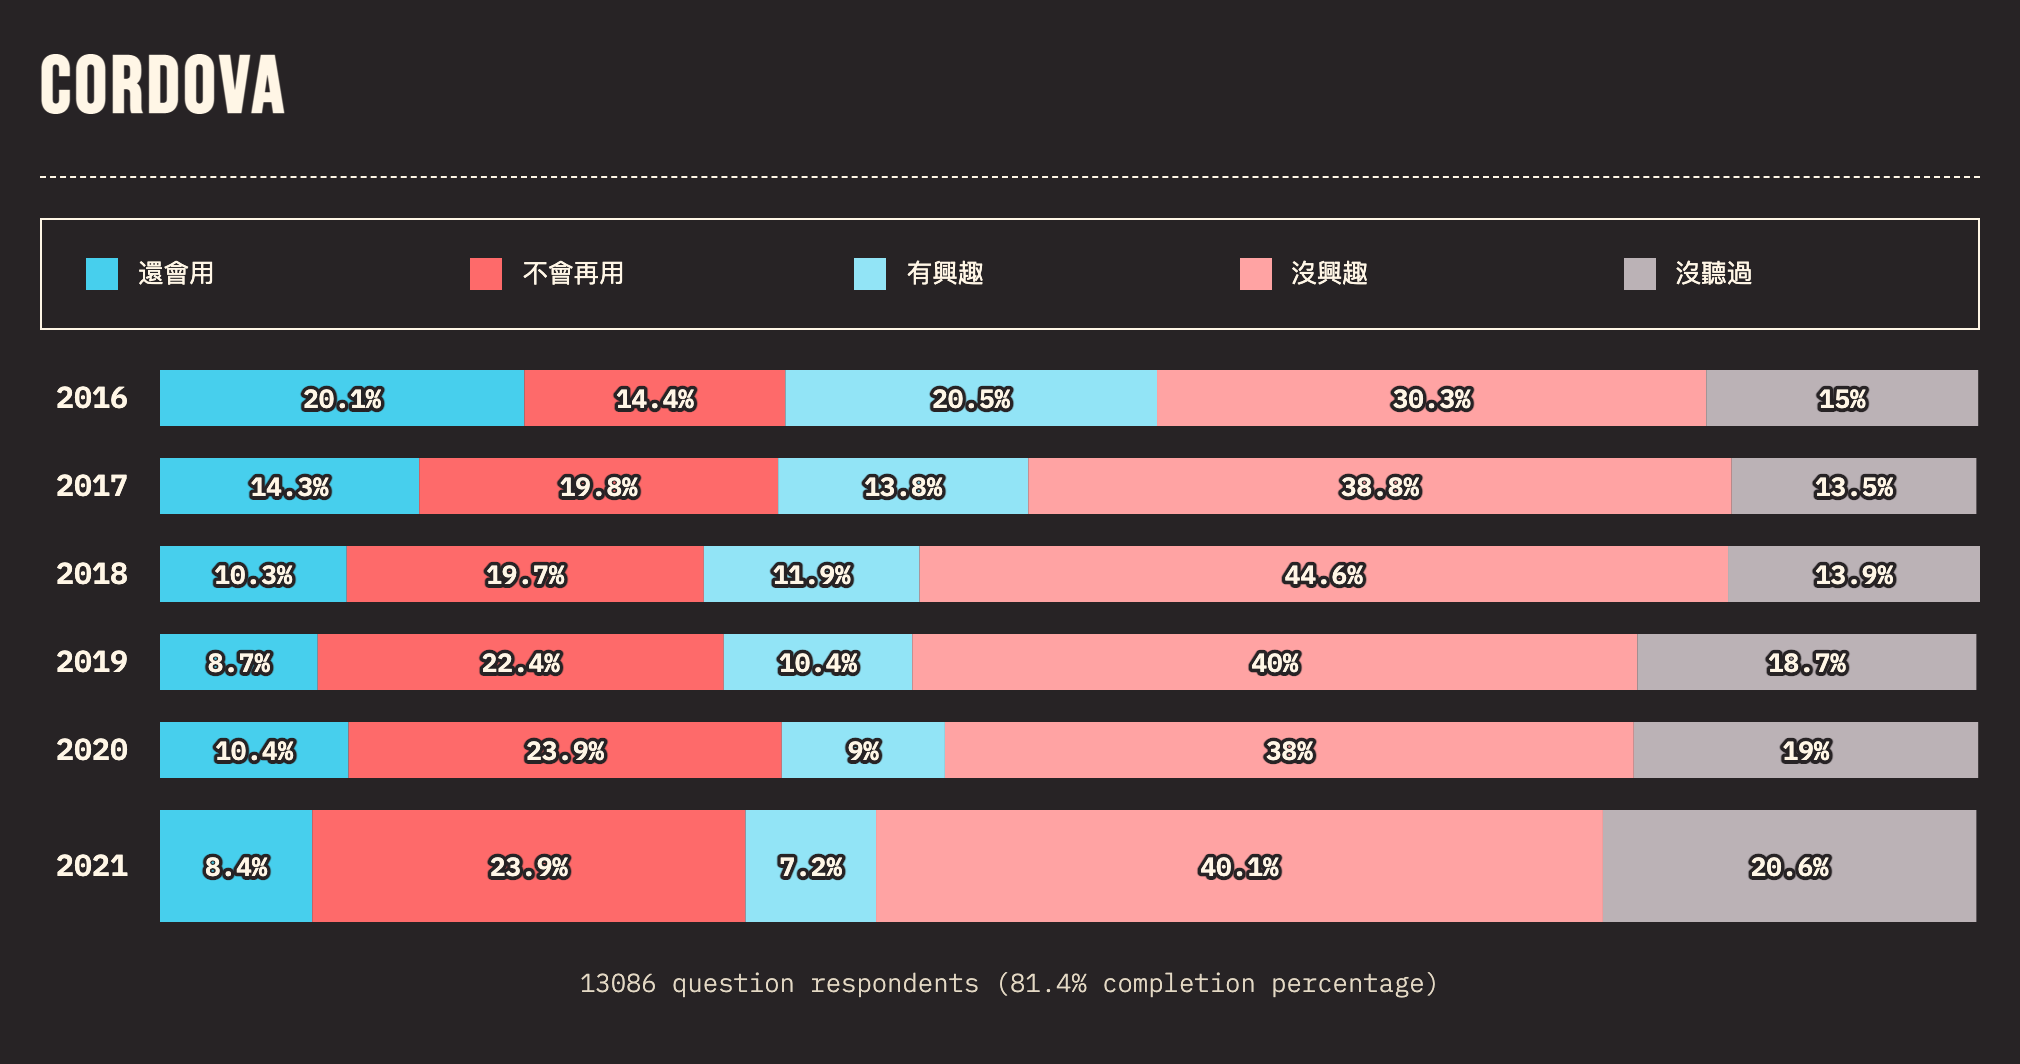 CORDOVA
還會用 不會再用 有興趣 沒興趣 沒聽過
2016 20.1% 14.4% 20.5% 30.3% 15%
2017 14.3% 19.8% 13.8% 38.8% 13.5%
2018 10.3% 19.7% 11.9% 44.6% 13.9%
2019 8.7% 22.4% 10.4% 40% 18.7%
2020 10.4% 23.9% 9% 38% 19%
2021 8.4% 23.9% 7.2% 40.1% 20.6%
13086 question respondents (81.4% completion percentage)